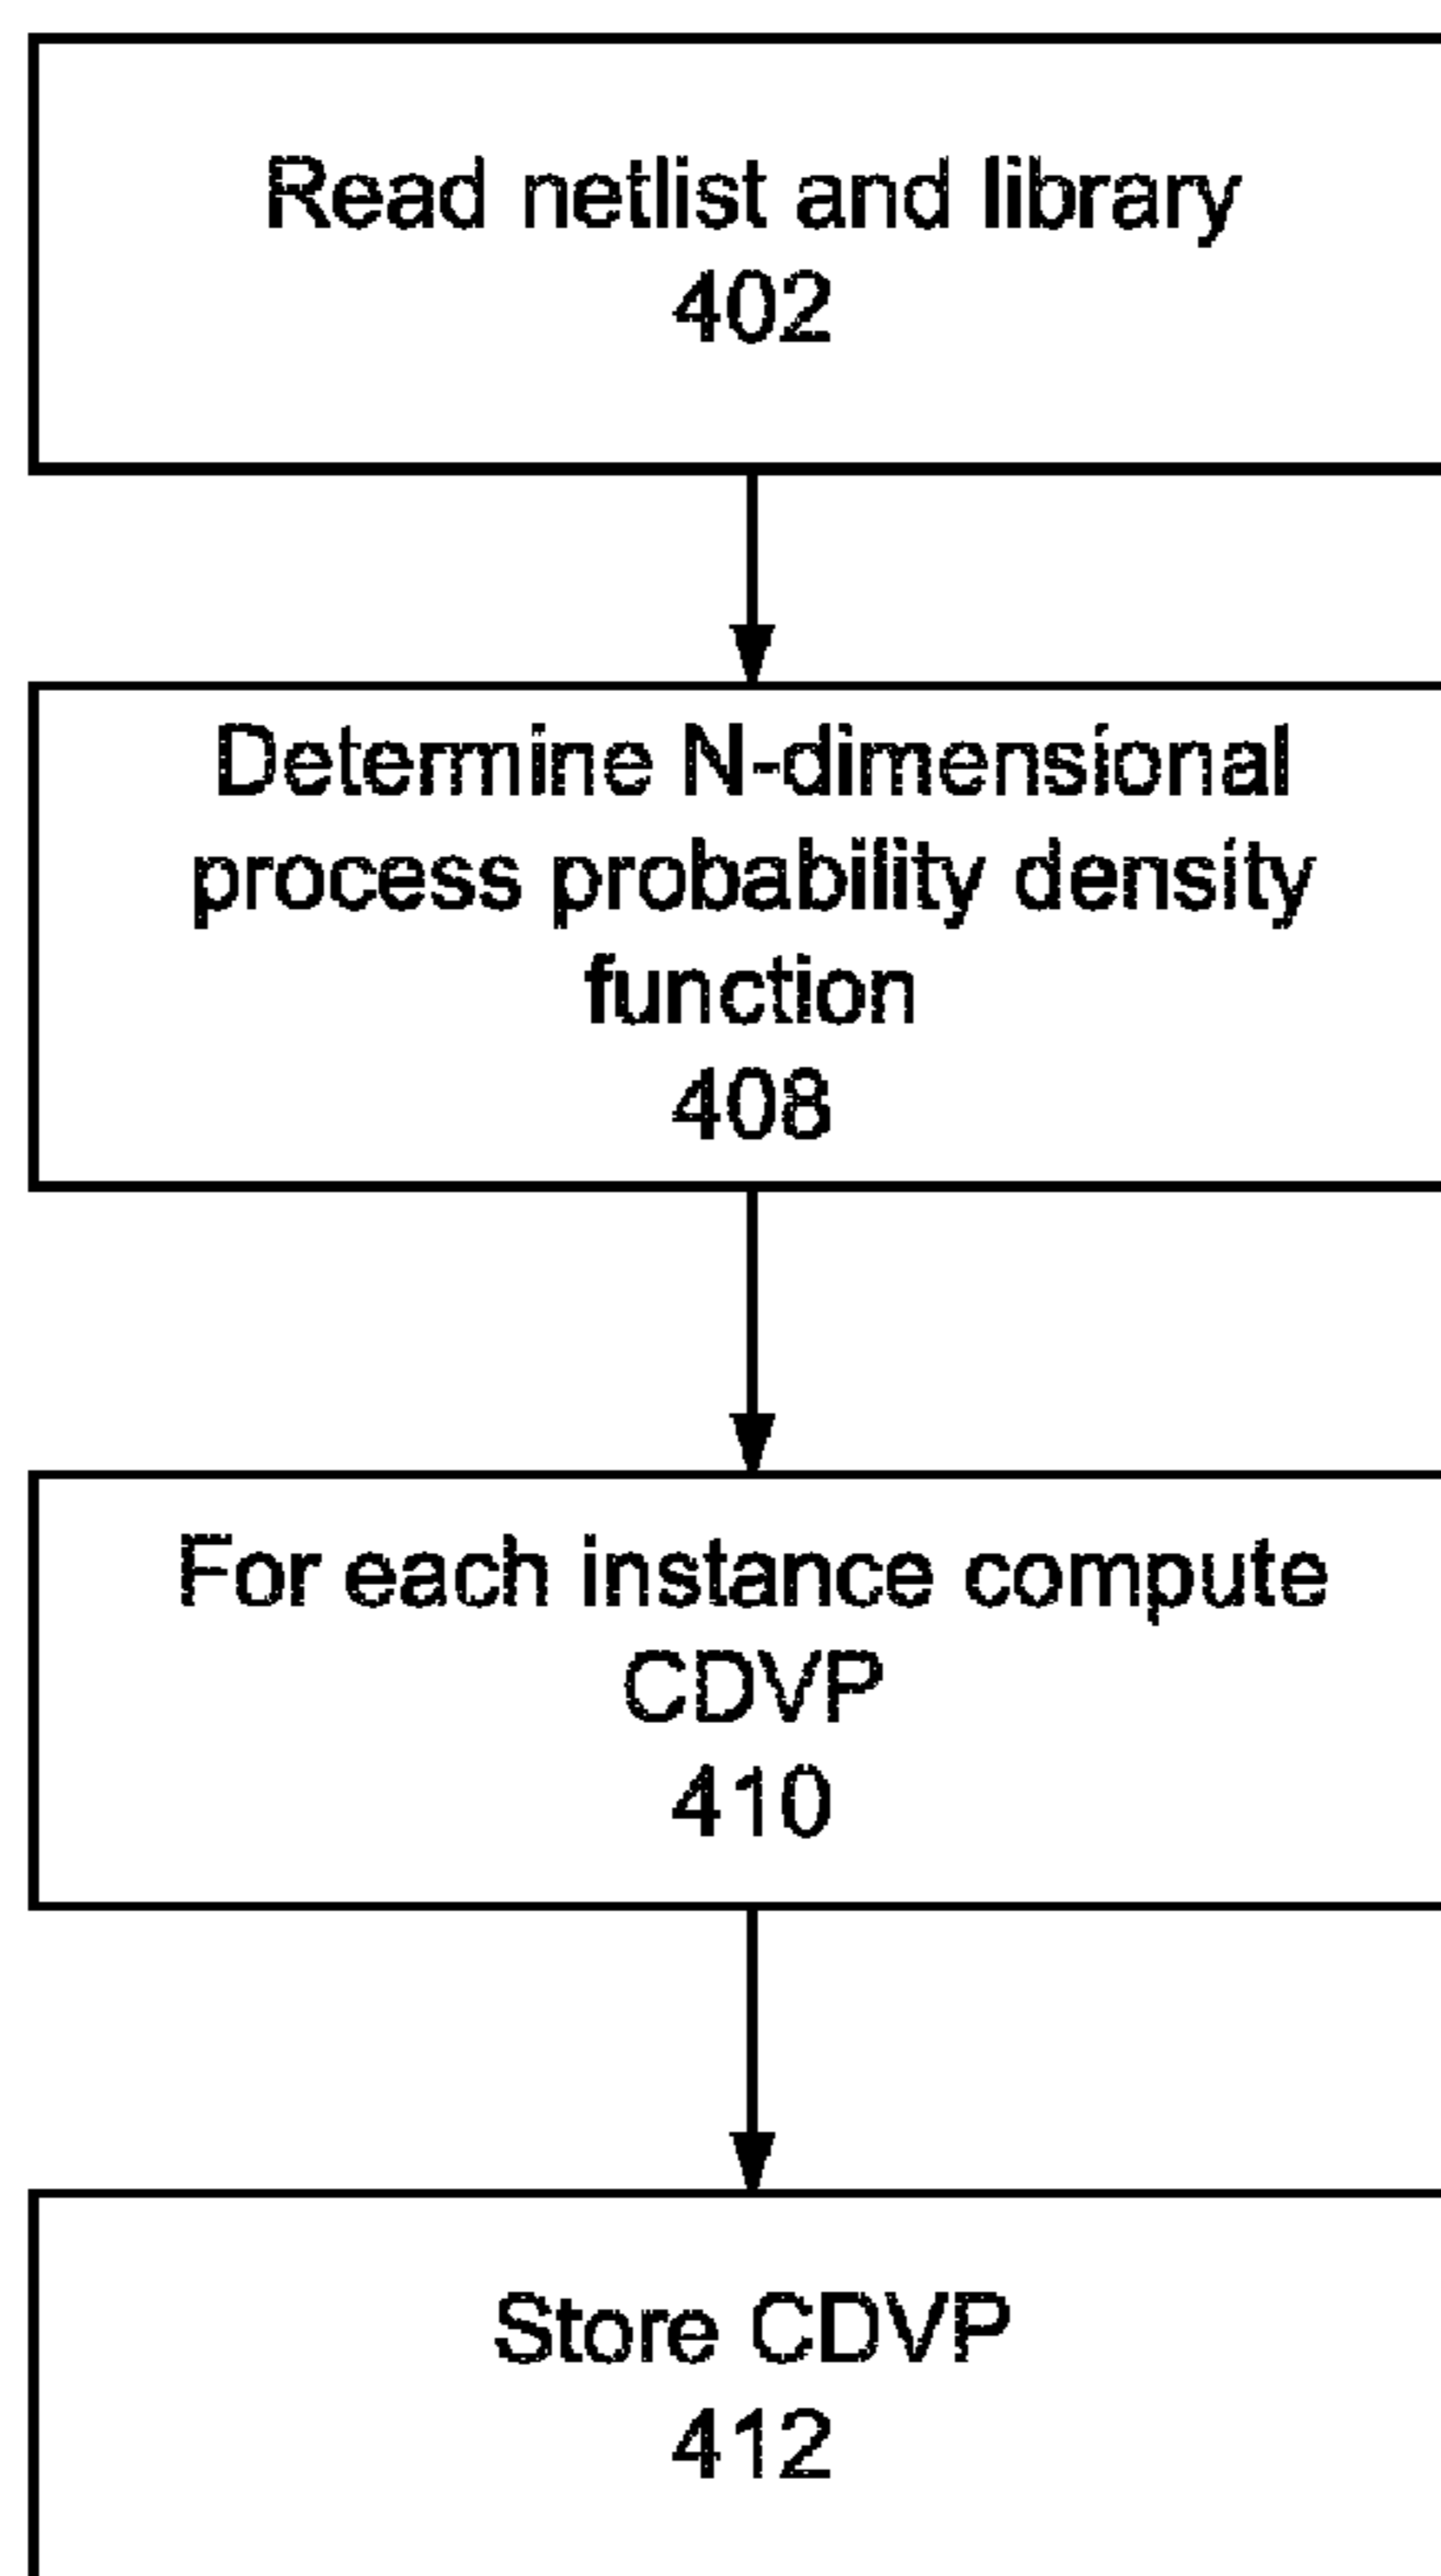 Read netlist and library
402
Determine N-dimensional
process probability density
function
408
For each instance compute
CDVP
410
Store CDVP
412